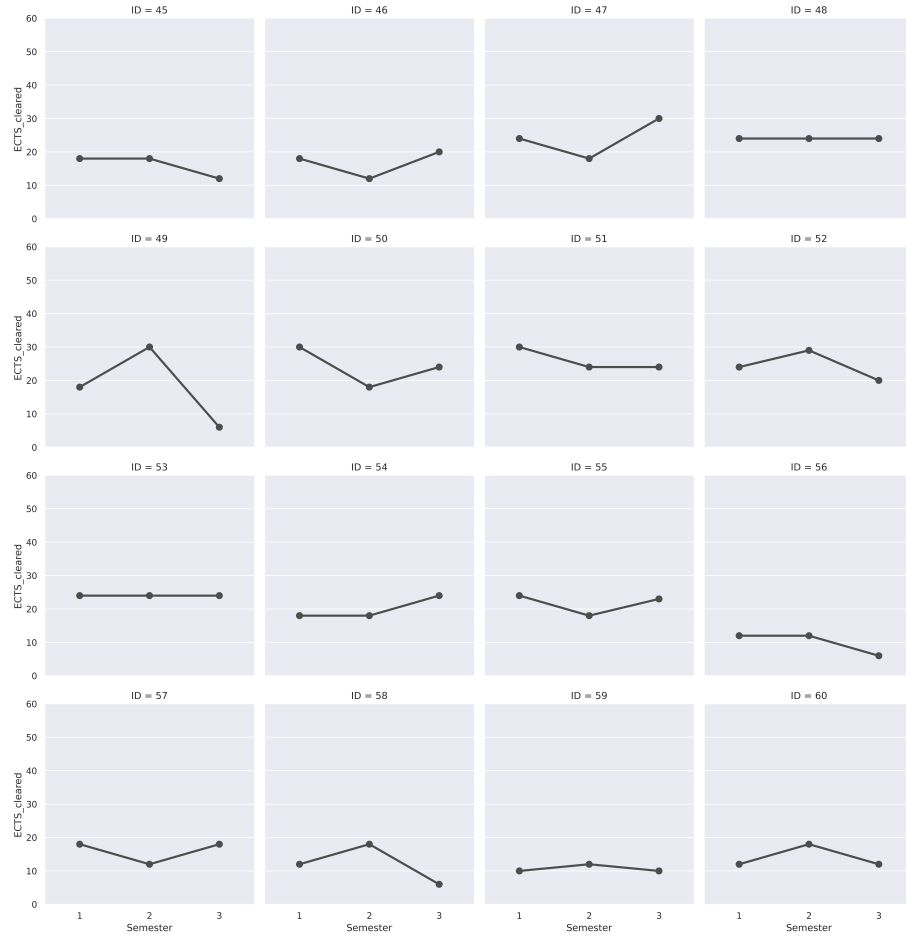 ID = 45 ID = 46 ID = 47 ID = 48
60
50
40
30
20
10
0
ECTS_cleared
ID = 49 ID = 50 ID = 51 ID = 52
60
50
40
30
20
10
0
ECTS_cleared
ID = 53 ID = 54 ID = 55 ID = 56
60
50
40
30
20
10
0
ECTS_cleared
ID = 57 ID = 58 ID = 59 ID = 60
60
50
40
30
20
10
0
ECTS_cleared
1 2 3 1 2 3 1 2 3 1 2 3
Semester Semester Semester Semester